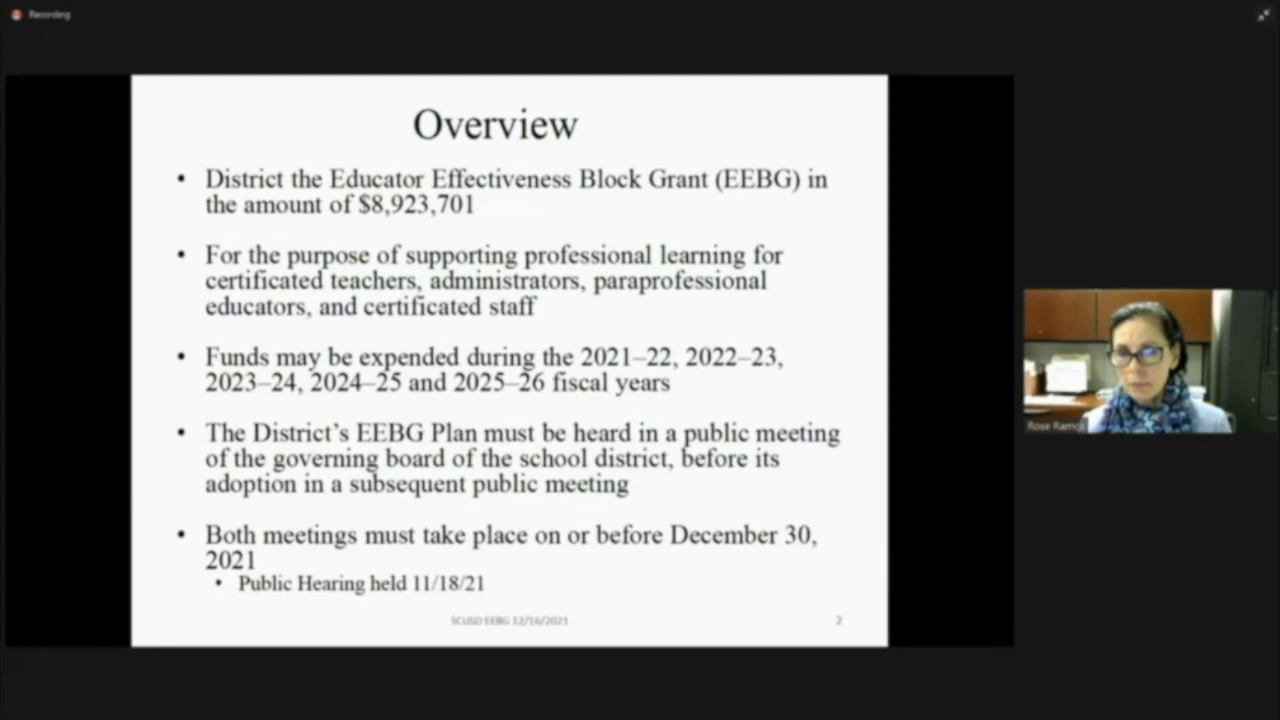 Recording
Overview
• District the Educator Effectiveness Block Grant (EEBG) in
the amount of $8,923,701
• For the purpose of supporting professional learning for
certificated teachers, administrators, paraprofessional
educators, and certificated staff
• Funds may be expended during the 2021–22, 2022–23,
2023–24, 2024–25 and 2025–26 fiscal years
• The District’s EEBG Plan must be heard in a public meeting
of the governing board of the school district, before its
adoption in a subsequent public meeting
• Both meetings must take place on or before December 30,
2021
• Public Hearing held 11/18/21
SCUSD EEBG 12/16/2021
2
Rose Ramos